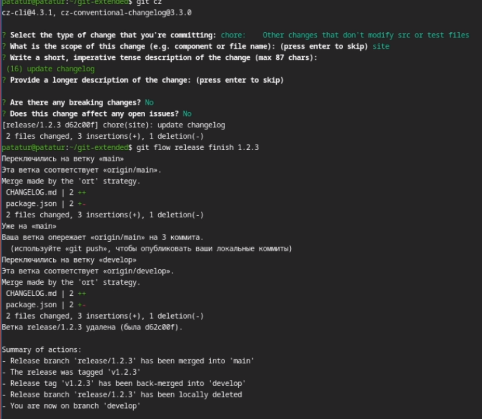 patatur@patatur:~/git-extended$ git cz
cz-cli@4.3.1, cz-conventional-changelog@3.3.0
? Select the type of change that you're committing: chore:    Other changes that don't modify src or test files
? What is the scope of this change (e.g. component or file name): (press enter to skip) site
? Write a short, imperative tense description of the change (max 87 chars):
 (16) update changelog
? Provide a longer description of the change: (press enter to skip)
? Are there any breaking changes? No
? Does this change affect any open issues? No
[release/1.2.3 d62c00f] chore(site): update changelog
 2 files changed, 3 insertions(+), 1 deletion(-)
patatur@patatur:~/git-extended$ git flow release finish 1.2.3
Переключились на ветку «main»
Эта ветка соответствует «origin/main».
Merge made by the 'ort' strategy.
 CHANGELOG.md | 2 ++
 package.json | 2 +-
 2 files changed, 3 insertions(+), 1 deletion(-)
Уже на «main»
Ваша ветка опережает «origin/main» на 3 коммита.
  (используйте «git push», чтобы опубликовать ваши локальные коммиты)
Переключились на ветку «develop»
Эта ветка соответствует «origin/develop».
Merge made by the 'ort' strategy.
 CHANGELOG.md | 2 ++
 package.json | 2 +-
 2 files changed, 3 insertions(+), 1 deletion(-)
Ветка release/1.2.3 удалена (была d62c00f).
Summary of actions:
- Release branch 'release/1.2.3' has been merged into 'main'
- The release was tagged 'v1.2.3'
- Release tag 'v1.2.3' has been back-merged into 'develop'
- Release branch 'release/1.2.3' has been locally deleted
- You are now on branch 'develop'